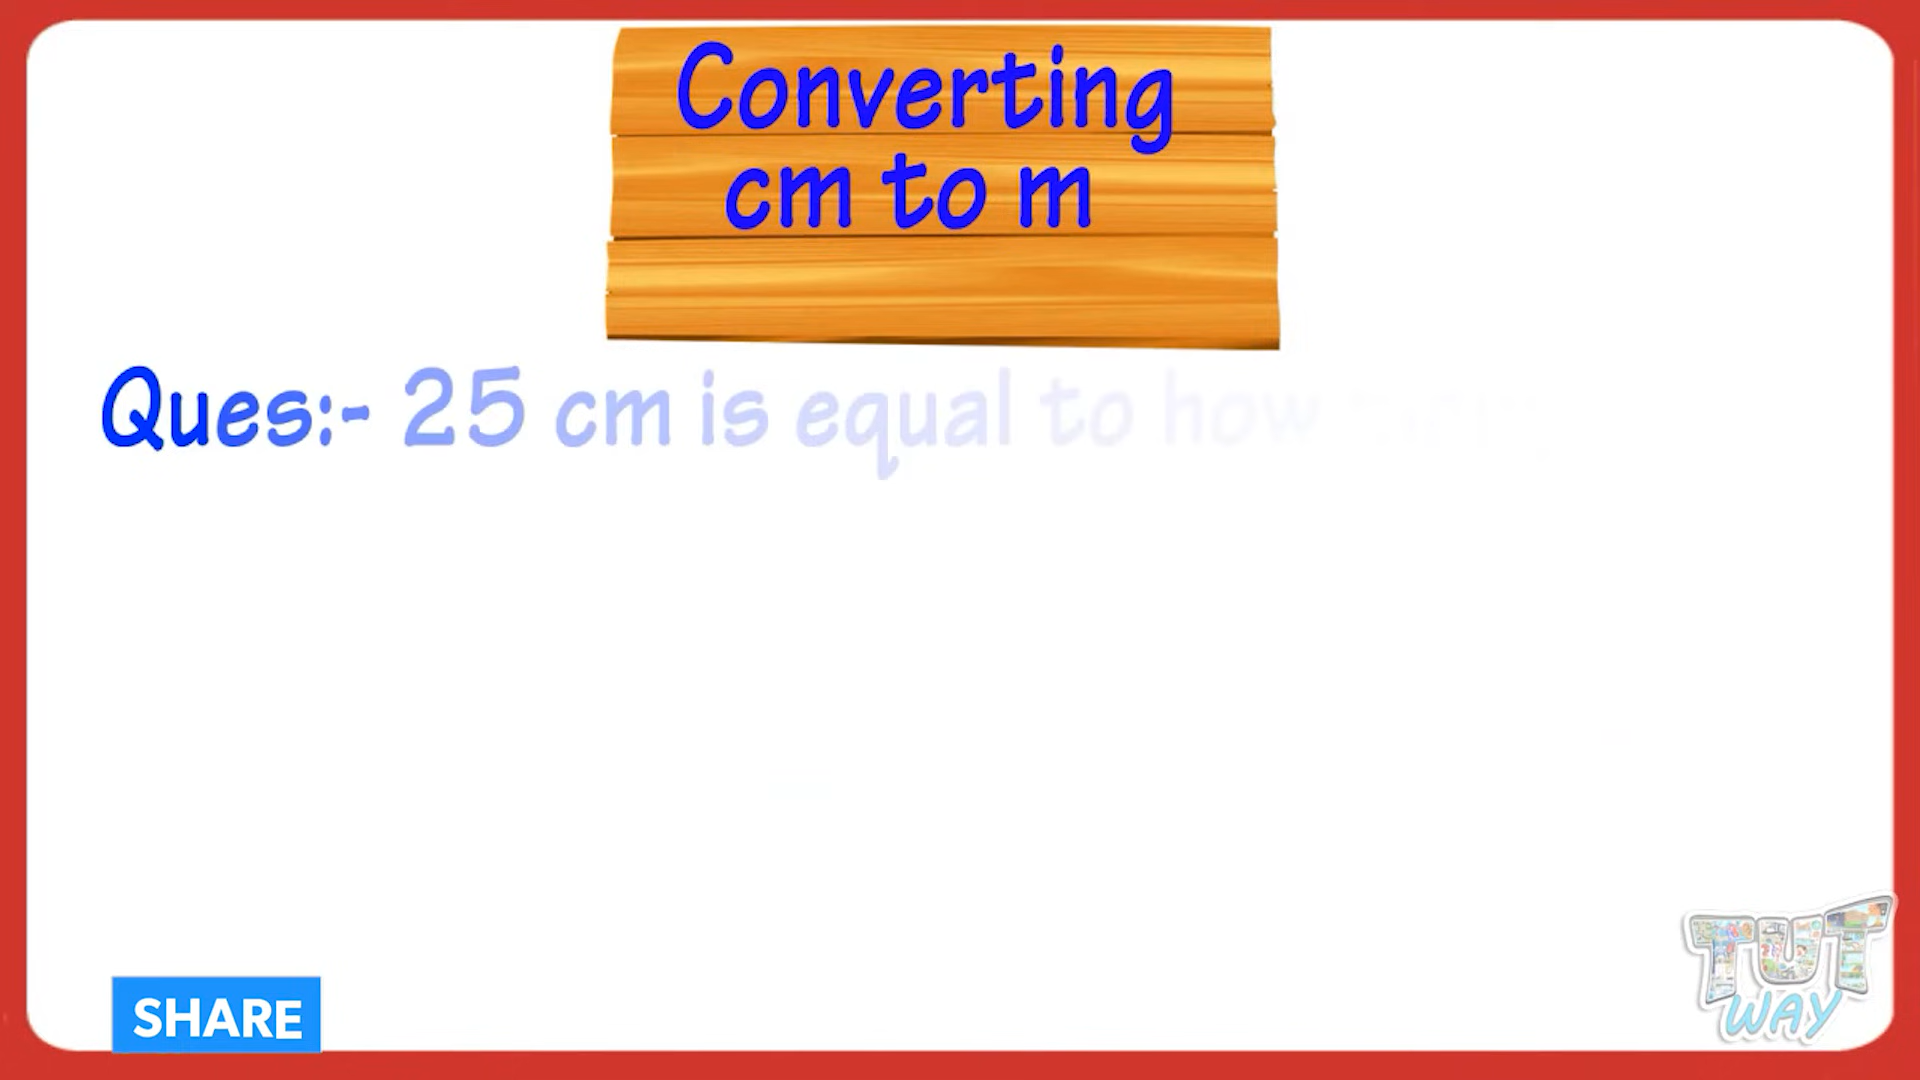 Converting
cm to m
Ques:- 25 cm is equal to how
SHARE
TUT
WAY